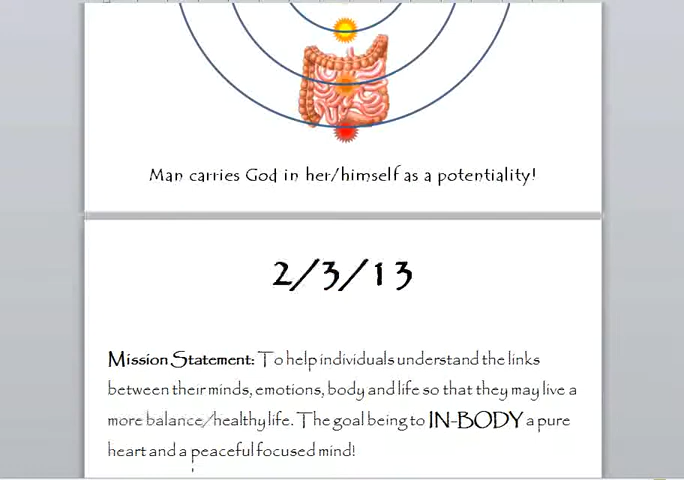 Man carries God in her/himself as a potentiality!
2/3/13
Mission Statement: To help individuals understand the links
between their minds, emotions, body and life so that they may live a
more balance/healthy life. The goal being to IN-BODY a pure
heart and a peaceful focused mind!